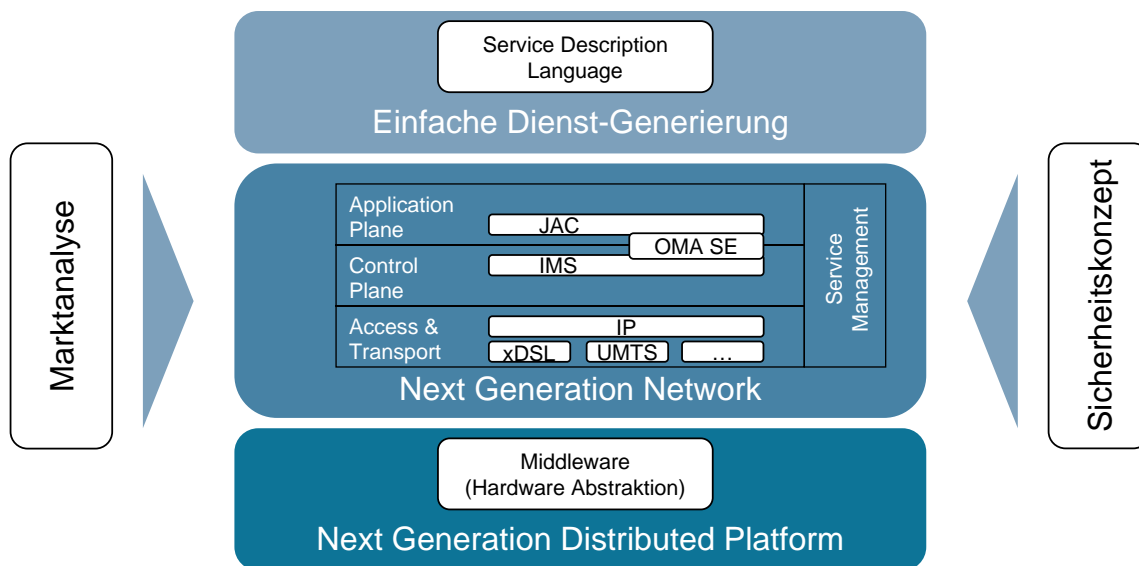 Service Description
Language
Einfache Dienst-Generierung
Marktanalyse
Application
Plane
JAC
OMA SE
Control
Plane
IMS
Access &
Transport
IP
xDSL
UMTS
...
Service
Management
Next Generation Network
Sicherheitskonzept
Middleware
(Hardware Abstraktion)
Next Generation Distributed Platform